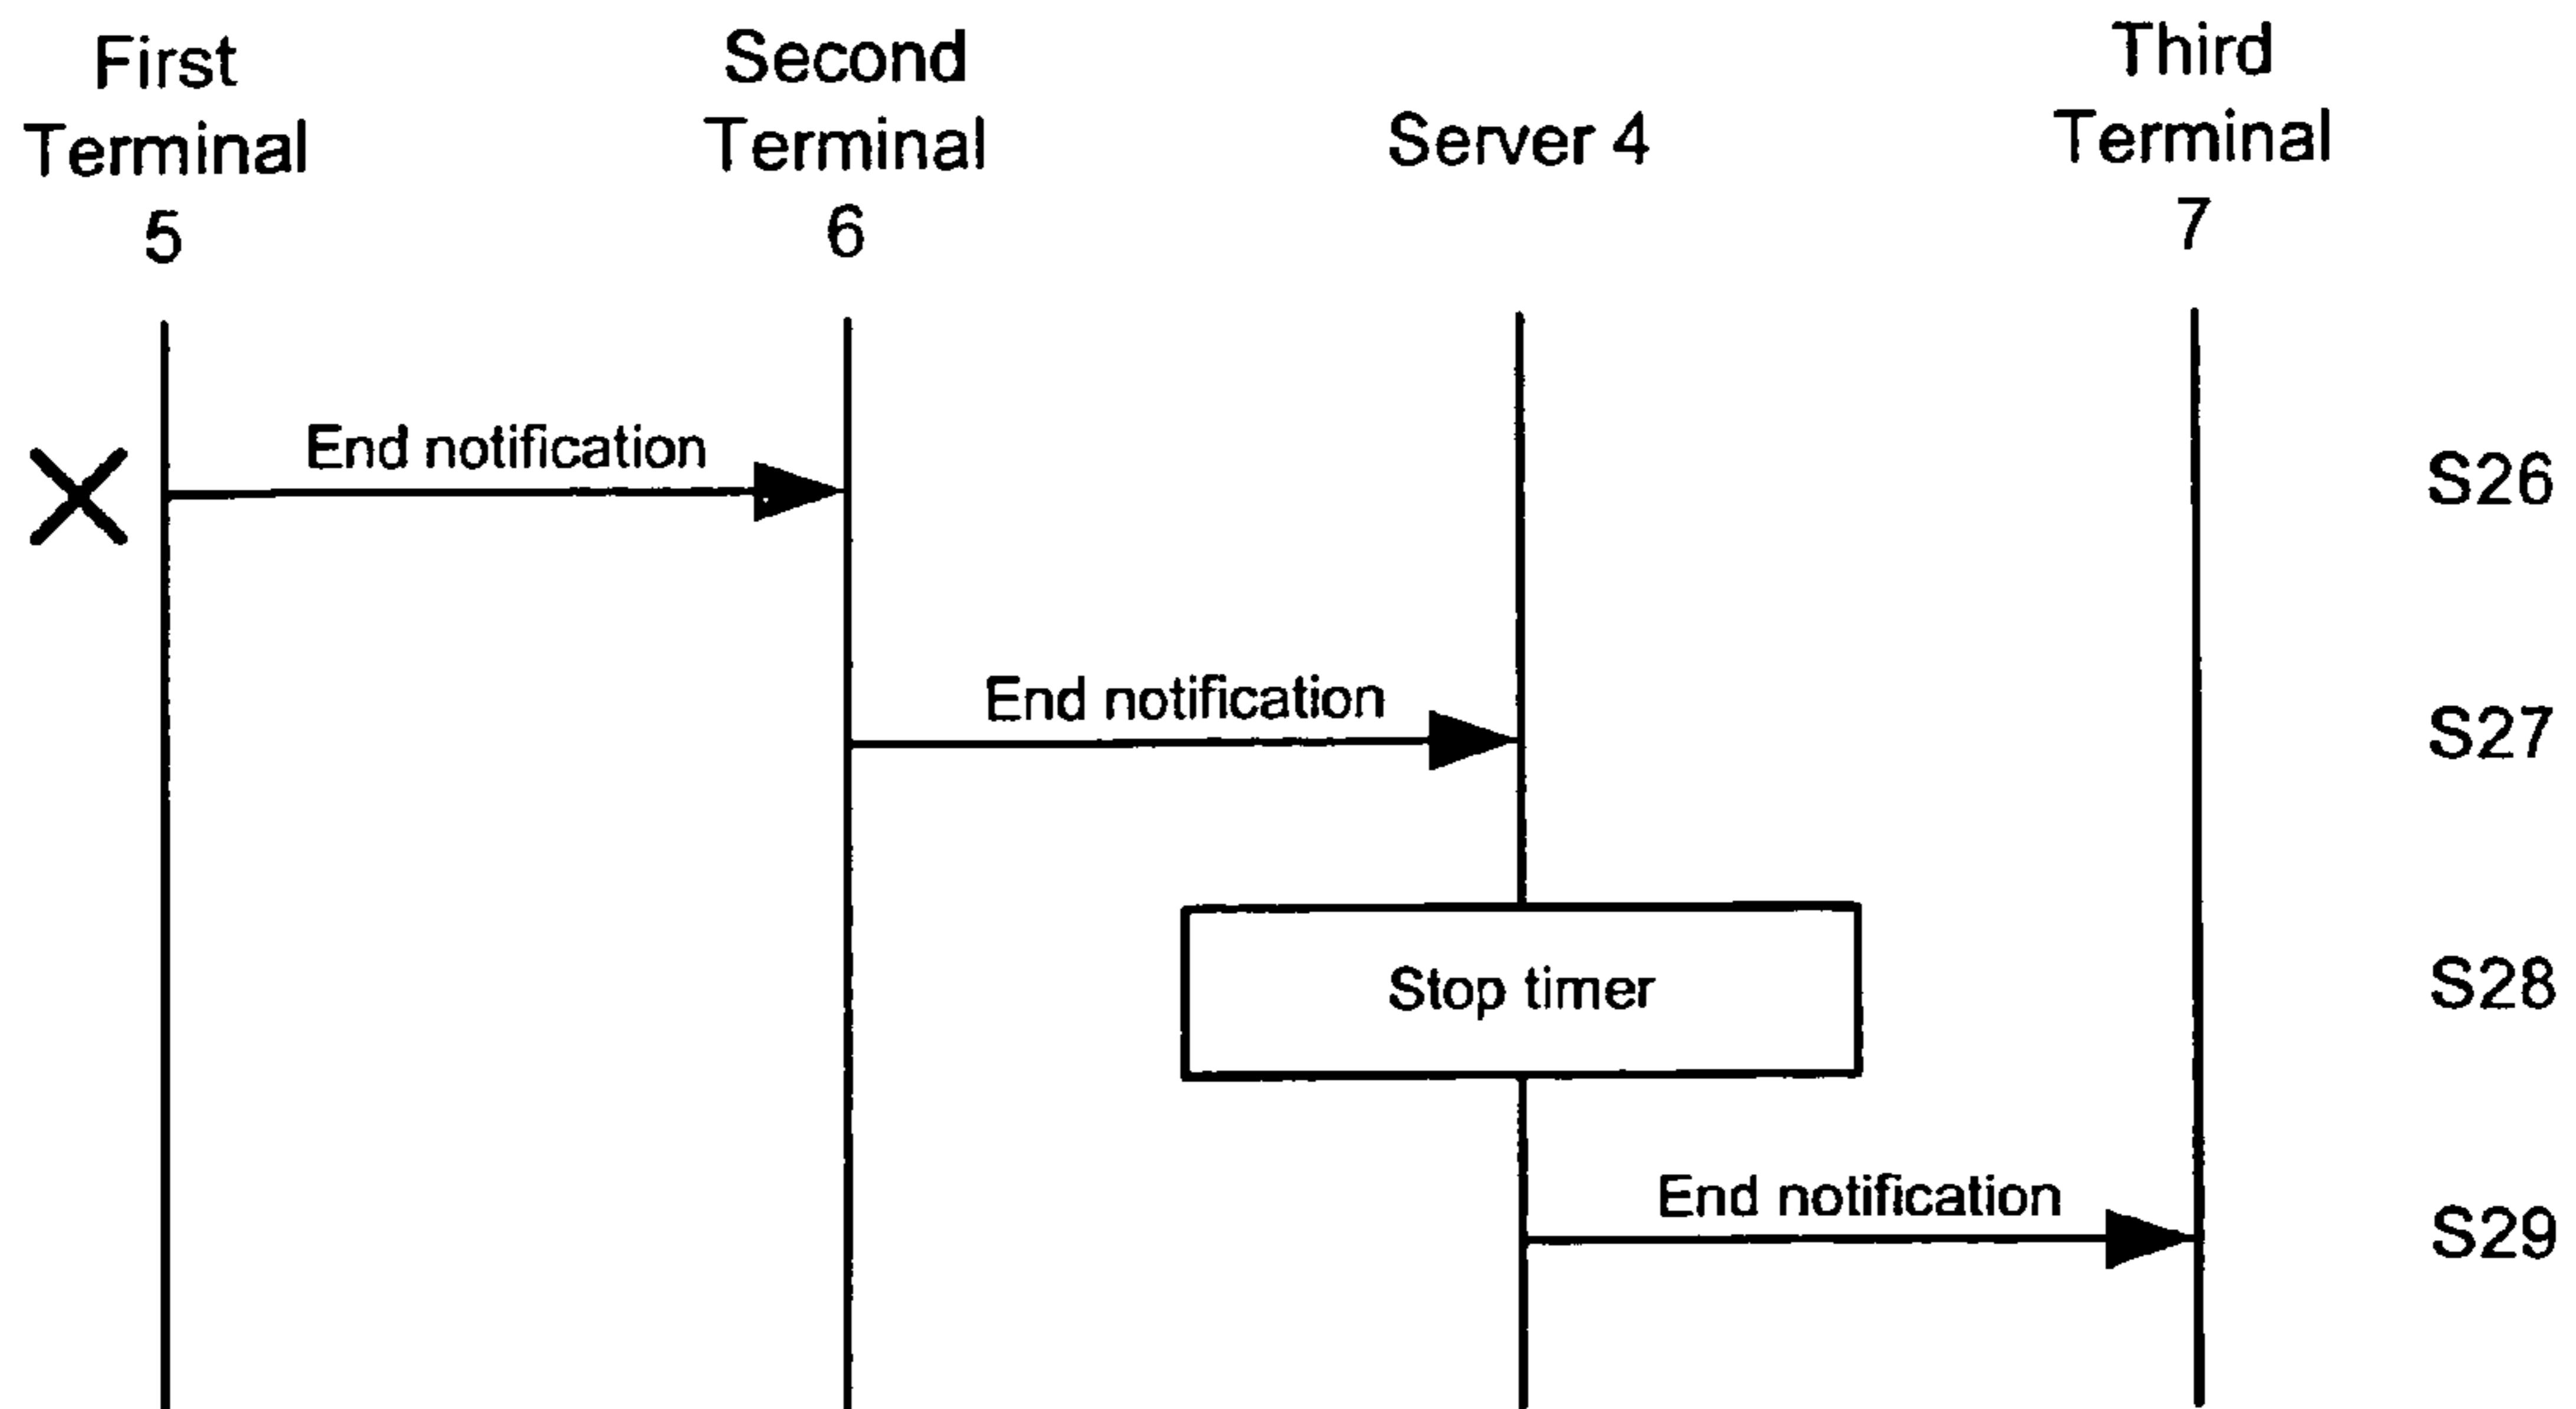 First
Terminal
5
Second
Terminal
6
Server 4
Third
Terminal
7
End notification
S26
End notification
S27
Stop timer
S28
End notification
S29